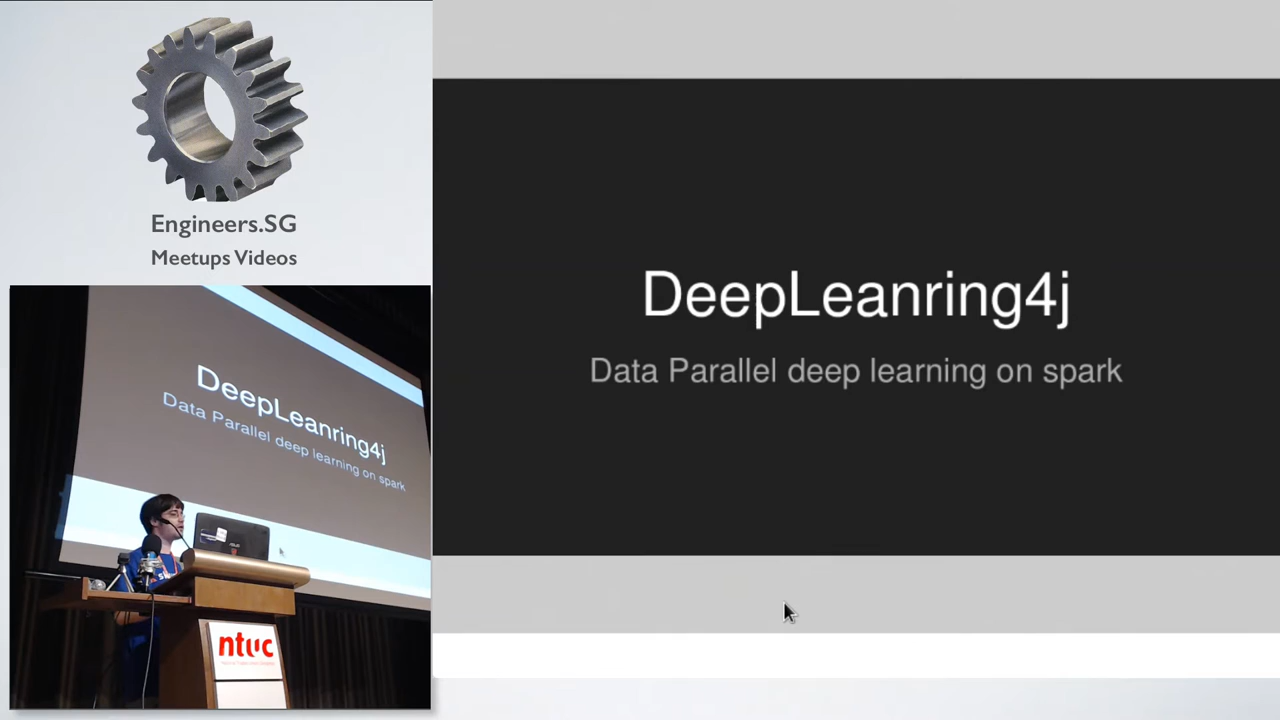 Engineers.SG
Meetups Videos
DeepLeanring4j
Data Parallel deep learning on spark
DeepLeanring4j
Data Parallel deep learning on spark
ntuc